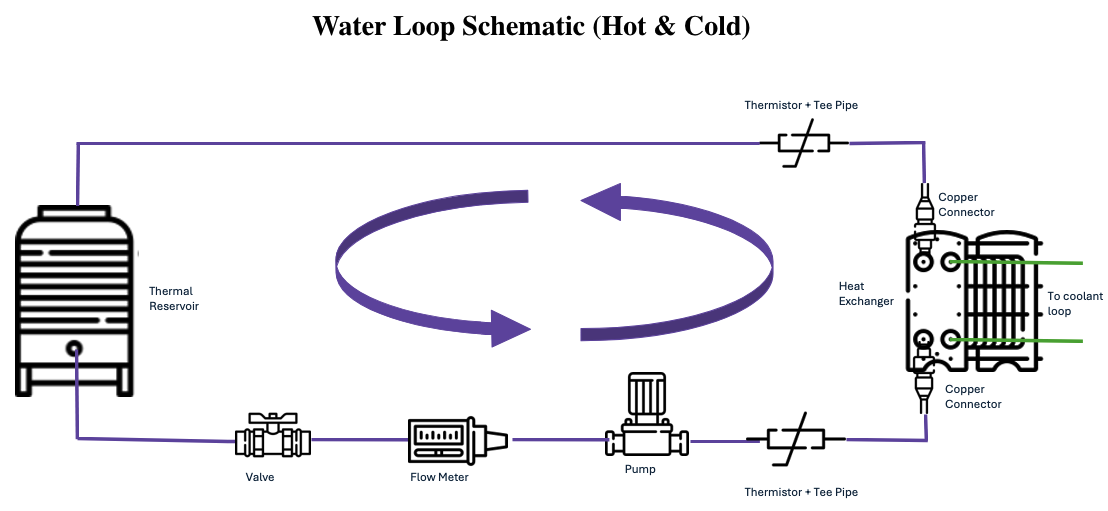 Water Loop Schematic (Hot & Cold)
Thermistor + Tee Pipe
Copper
Connector
Thermal
Reservoir
Heat
Exchanger
To coolant
loop
Copper
Connector
Valve
Flow Meter
Pump
Thermistor + Tee Pipe